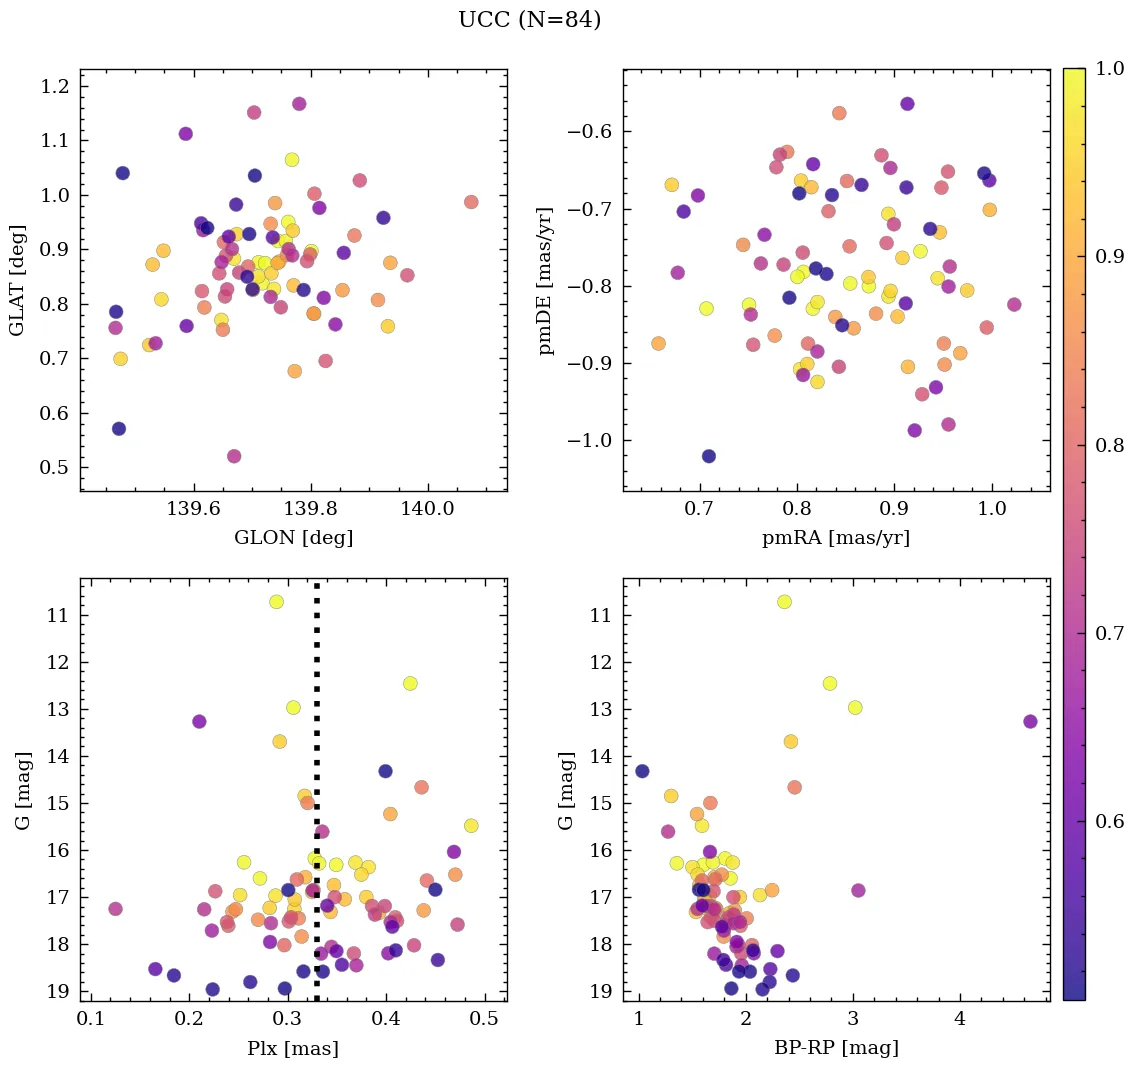 UCC (N=84)
1.2
1.1
1.0
0.9
0.8
0.7
0.6
0.5
GLAT [deg]
139.6 139.8 140.0
GLON [deg]
−0.6
−0.7
−0.8
−0.9
−1.0
pmDE [mas/yr]
0.7 0.8 0.9 1.0
pmRA [mas/yr]
1.0
0.9
0.8
0.7
0.6
11
12
13
14
15
16
17
18
19
G [mag]
0.1 0.2 0.3 0.4 0.5
Plx [mas]
11
12
13
14
15
16
17
18
19
G [mag]
1 2 3 4
BP-RP [mag]